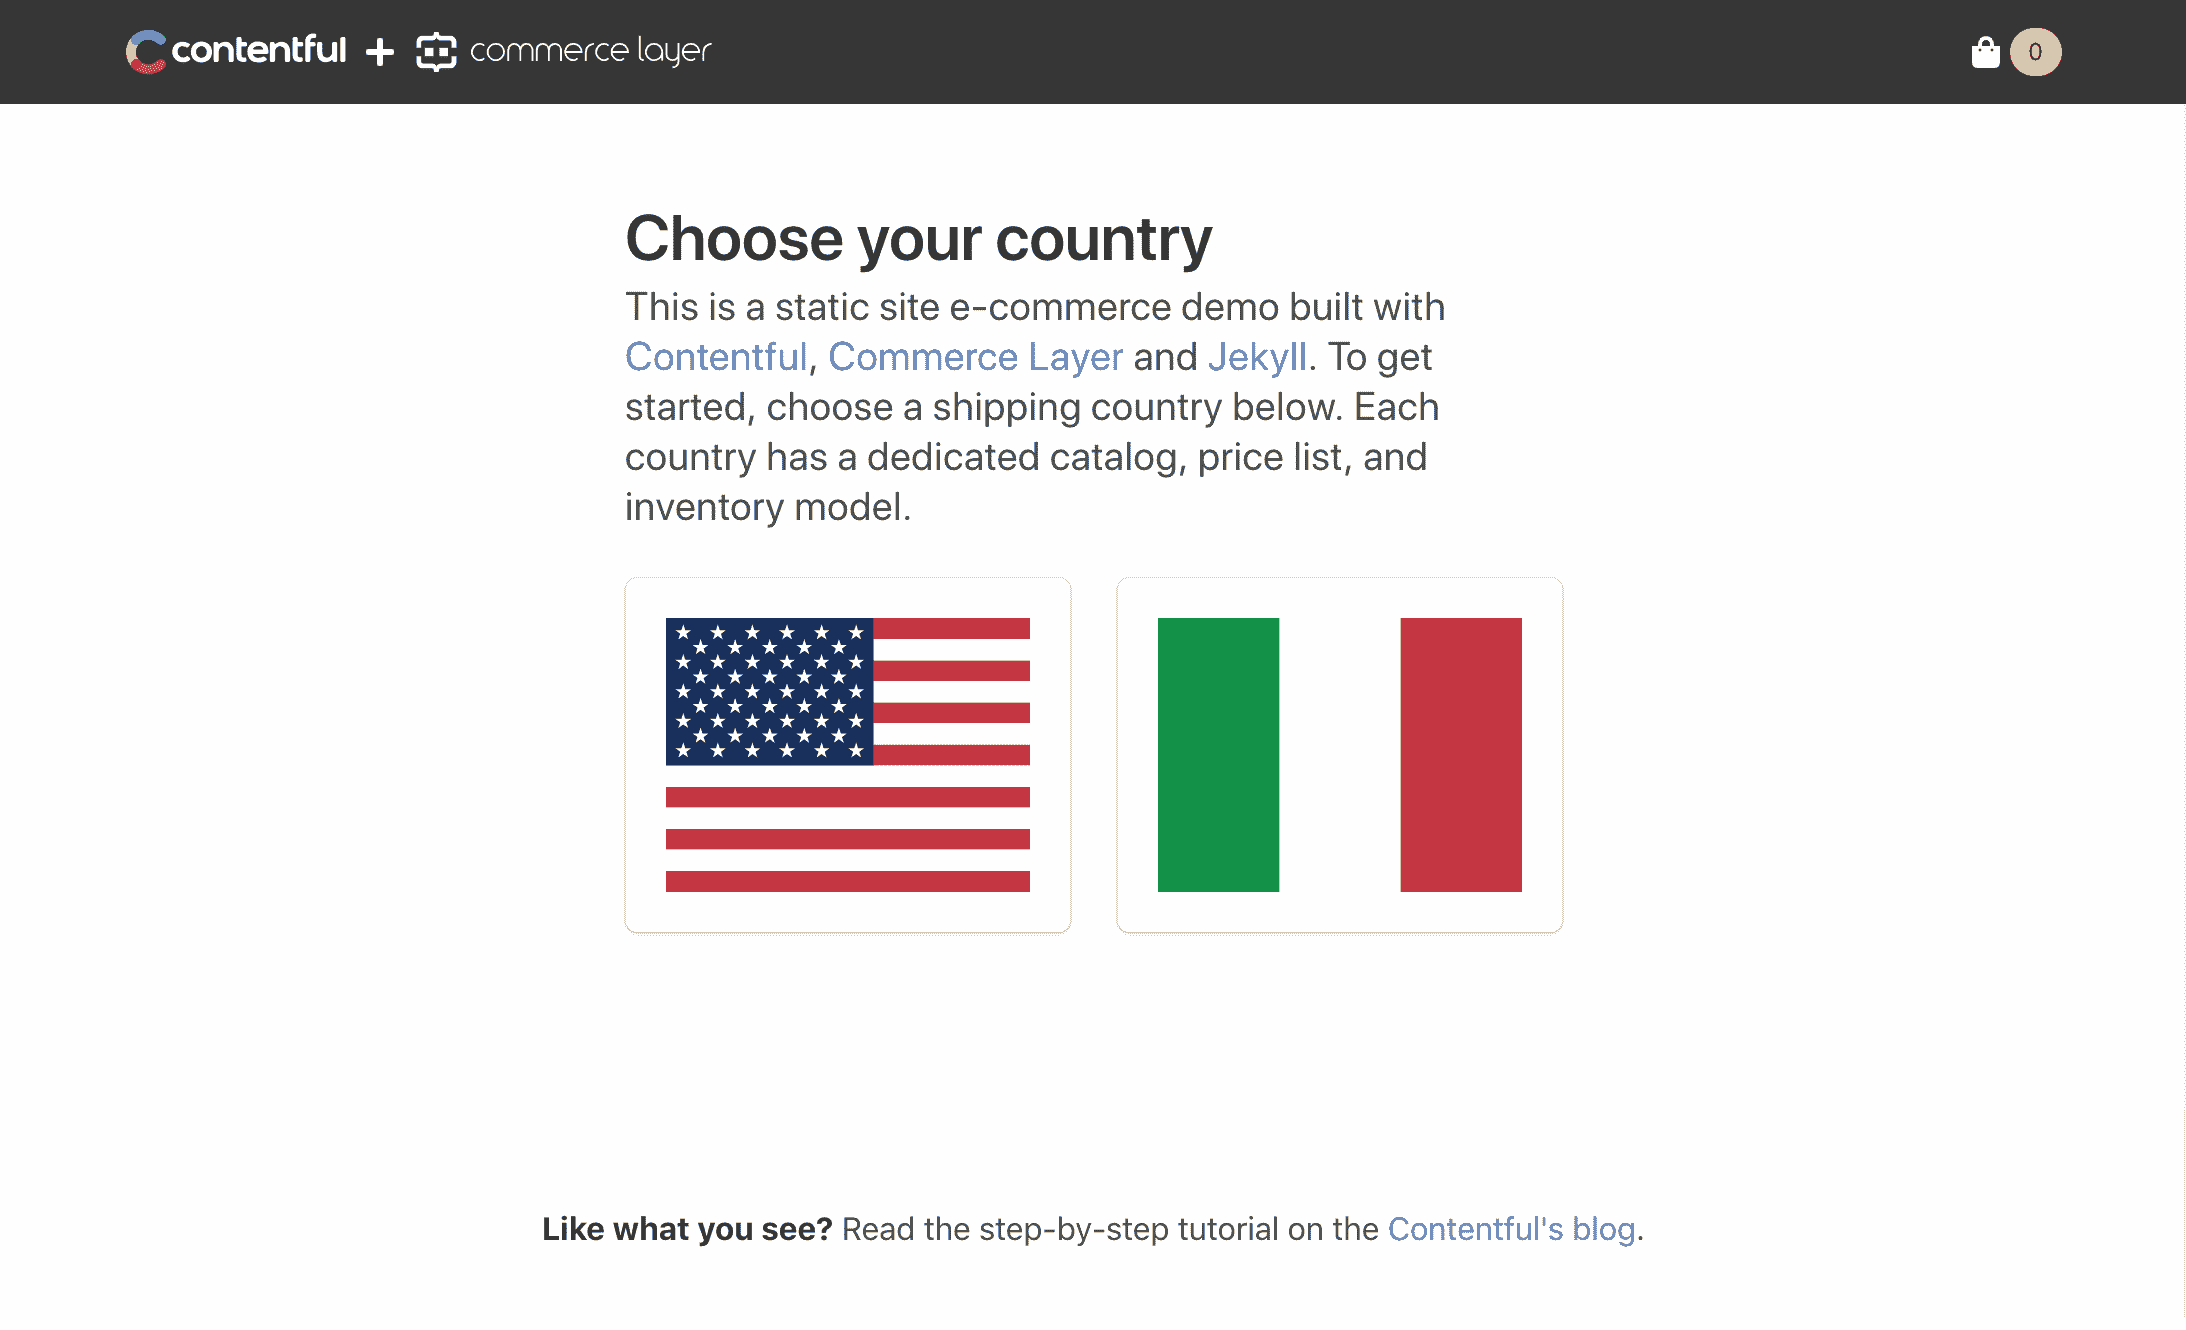 contentful + commerce layer 0
Choose your country
This is a static site e-commerce demo built with
Contentful, Commerce Layer and Jekyll. To get
started, choose a shipping country below. Each
country has a dedicated catalog, price list, and
inventory model.
Like what you see? Read the step-by-step tutorial on the Contentful's blog.